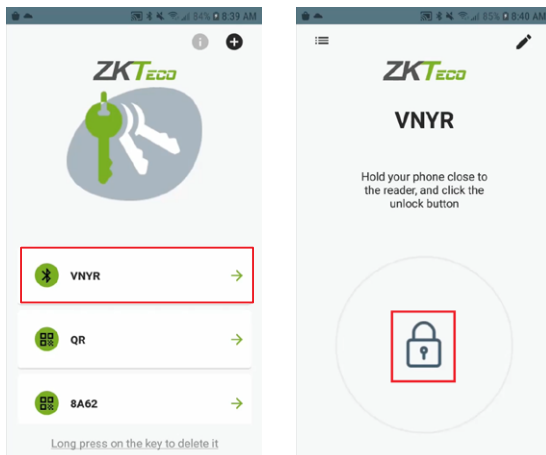 84% 8:39 AM
ZKTECO
VNYR
QR
8A62
Long press on the key to delete it
85% 8:40 AM
ZKTECO
VNYR
Hold your phone close to
the reader, and click the
unlock button